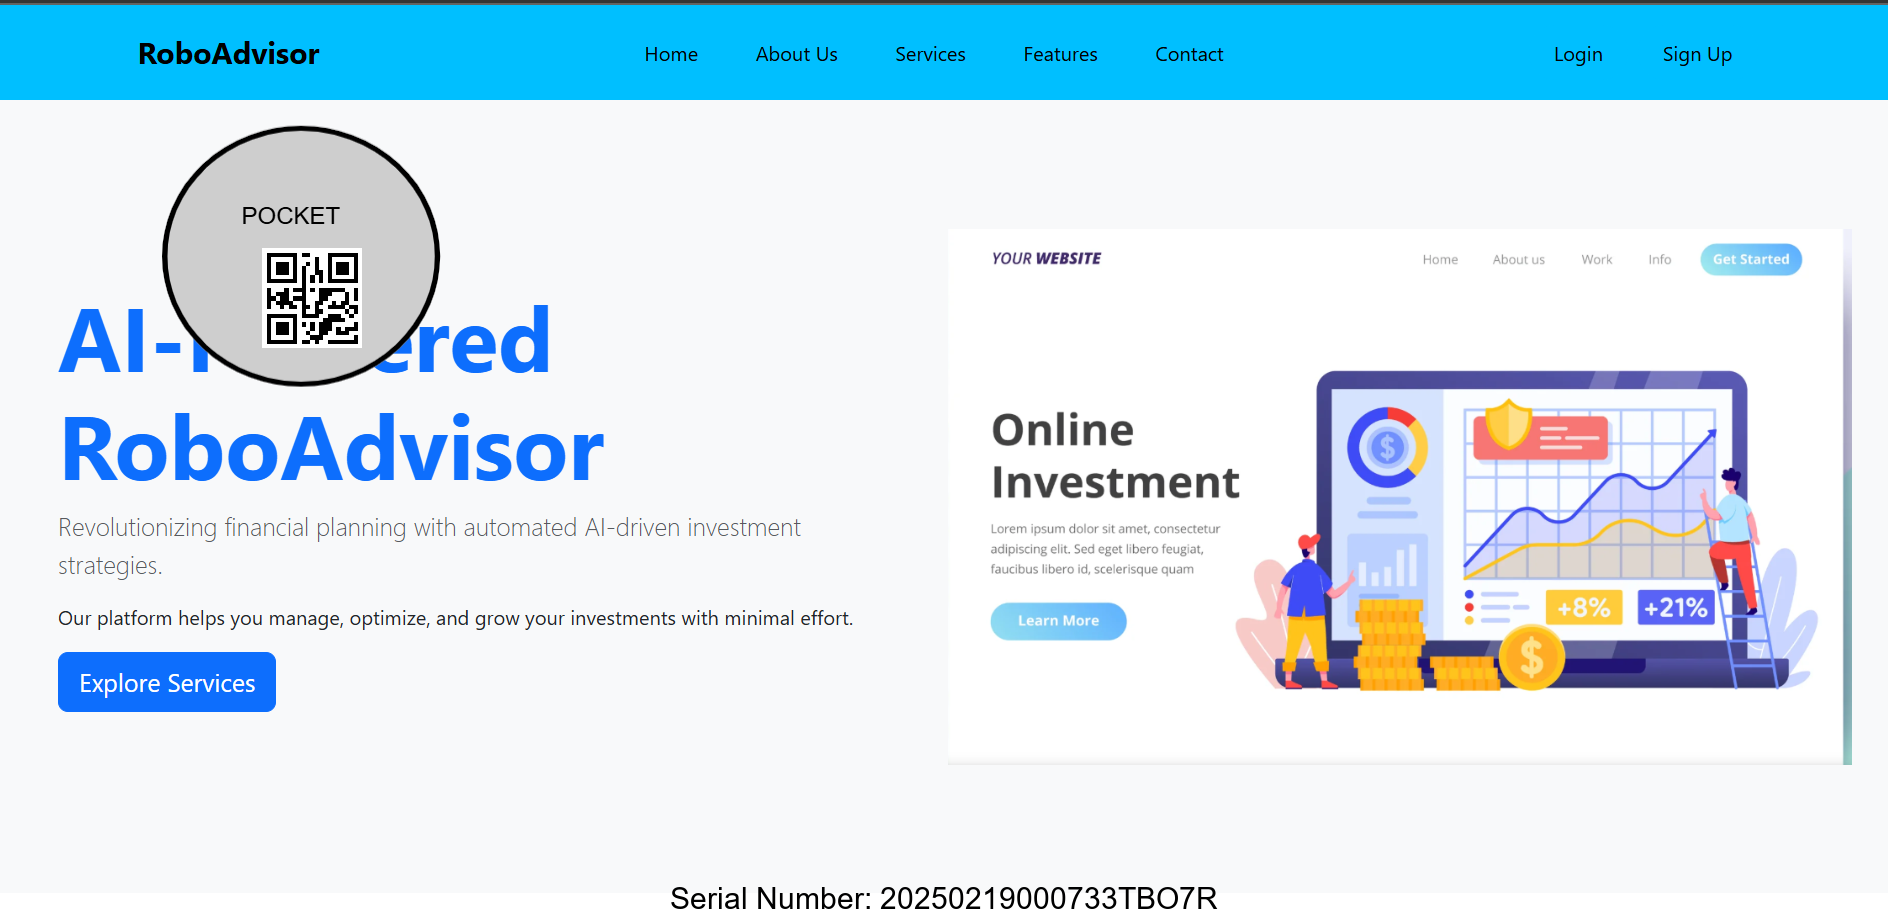 RoboAdvisor
Home About Us Services Features Contact
Login Sign Up
POCKET
RoboAdvisor
Revolutionizing financial planning with automated AI-driven investment
strategies.
Our platform helps you manage, optimize, and grow your investments with minimal effort.
Explore Services
YOUR WEBSITE
Home About us Work Info Get Started
Online
Investment
Lorem ipsum dolor sit amet, consectetur
adipiscing elit. Sed eget libero feugiat,
faucibus libero id, scelerisque quam
Learn More
+8% +21%
Serial Number: 20250219000733TBO7R